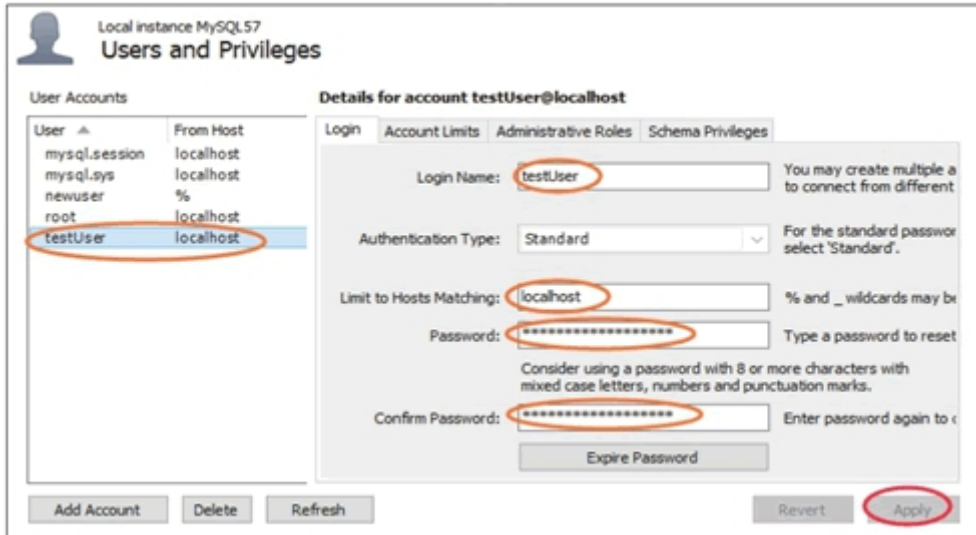 Local instance MySQL57
Users and Privileges
User Accounts
User From Host
mysql.session localhost
mysql.sys localhost
newuser %
root localhost
testUser localhost
Add Account Delete Refresh
Details for account testUser@localhost
Login Account Limits Administrative Roles Schema Privileges
Login Name: testUser You may create multiple a
to connect from different
Authentication Type: Standard For the standard passwor
select 'Standard'.
Limit to Hosts Matching: localhost % and _ wildcards may be
Password: ******************* Type a password to reset
Consider using a password with 8 or more characters with
mixed case letters, numbers and punctuation marks.
Confirm Password: ******************* Enter password again to
Expire Password
Revert Apply